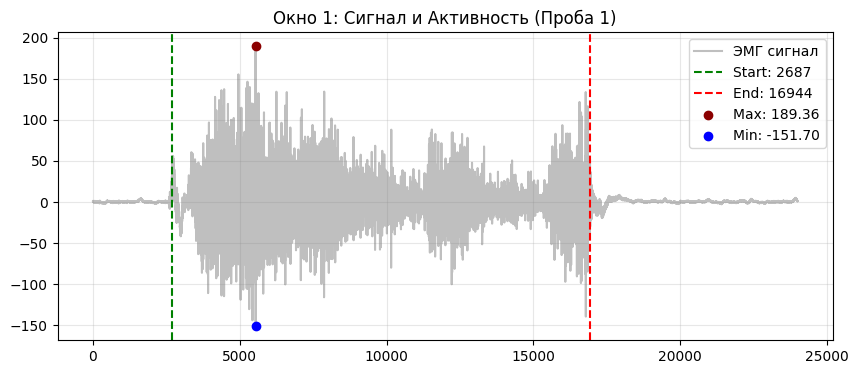 Окно 1: Сигнал и Активность (Проба 1)
200
150
100
50
0
−50
−100
−150
0
5000
10000
15000
20000
25000
ЭМГ сигнал
Start: 2687
End: 16944
Max: 189.36
Min: -151.70